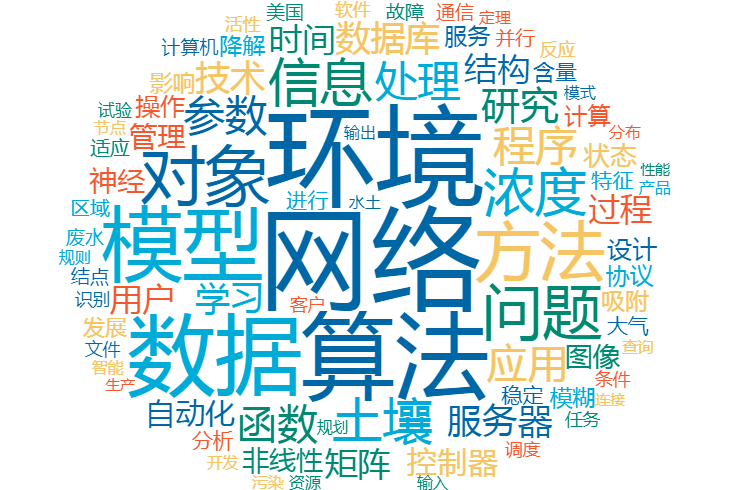 美国
软件
故障
通信
定理
活性
计算机
降解
时间
数据库
服务
并行
反应
影响
技术
信息
处理
结构
含量
模式
试验
操作
参数
环境
研究
计算
节点
管理
输出
程序
分布
适应
对象
状态
性能
神经
进行
水土
浓度
特征
产品
区域
模型
网络
方法
过程
废水
设计
规则
结点
协议
识别
用户
学习
客户
问题
吸附
发展
数据
算法
大气
文件
应用
图像
查询
智能
条件
生产
稳定
模糊
连接
自动化
函数
规划
土壤
服务器
任务
分析
非线性
矩阵
控制器
调度
开发
污染
资源
输入